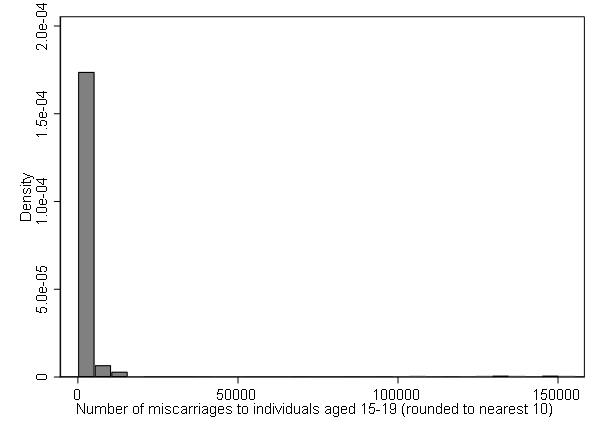 2.0e-04
1.5e-04
1.0e-04
5.0e-05
0
Density
0 50000 100000 150000
Number of miscarriages to individuals aged 15-19 (rounded to nearest 10)